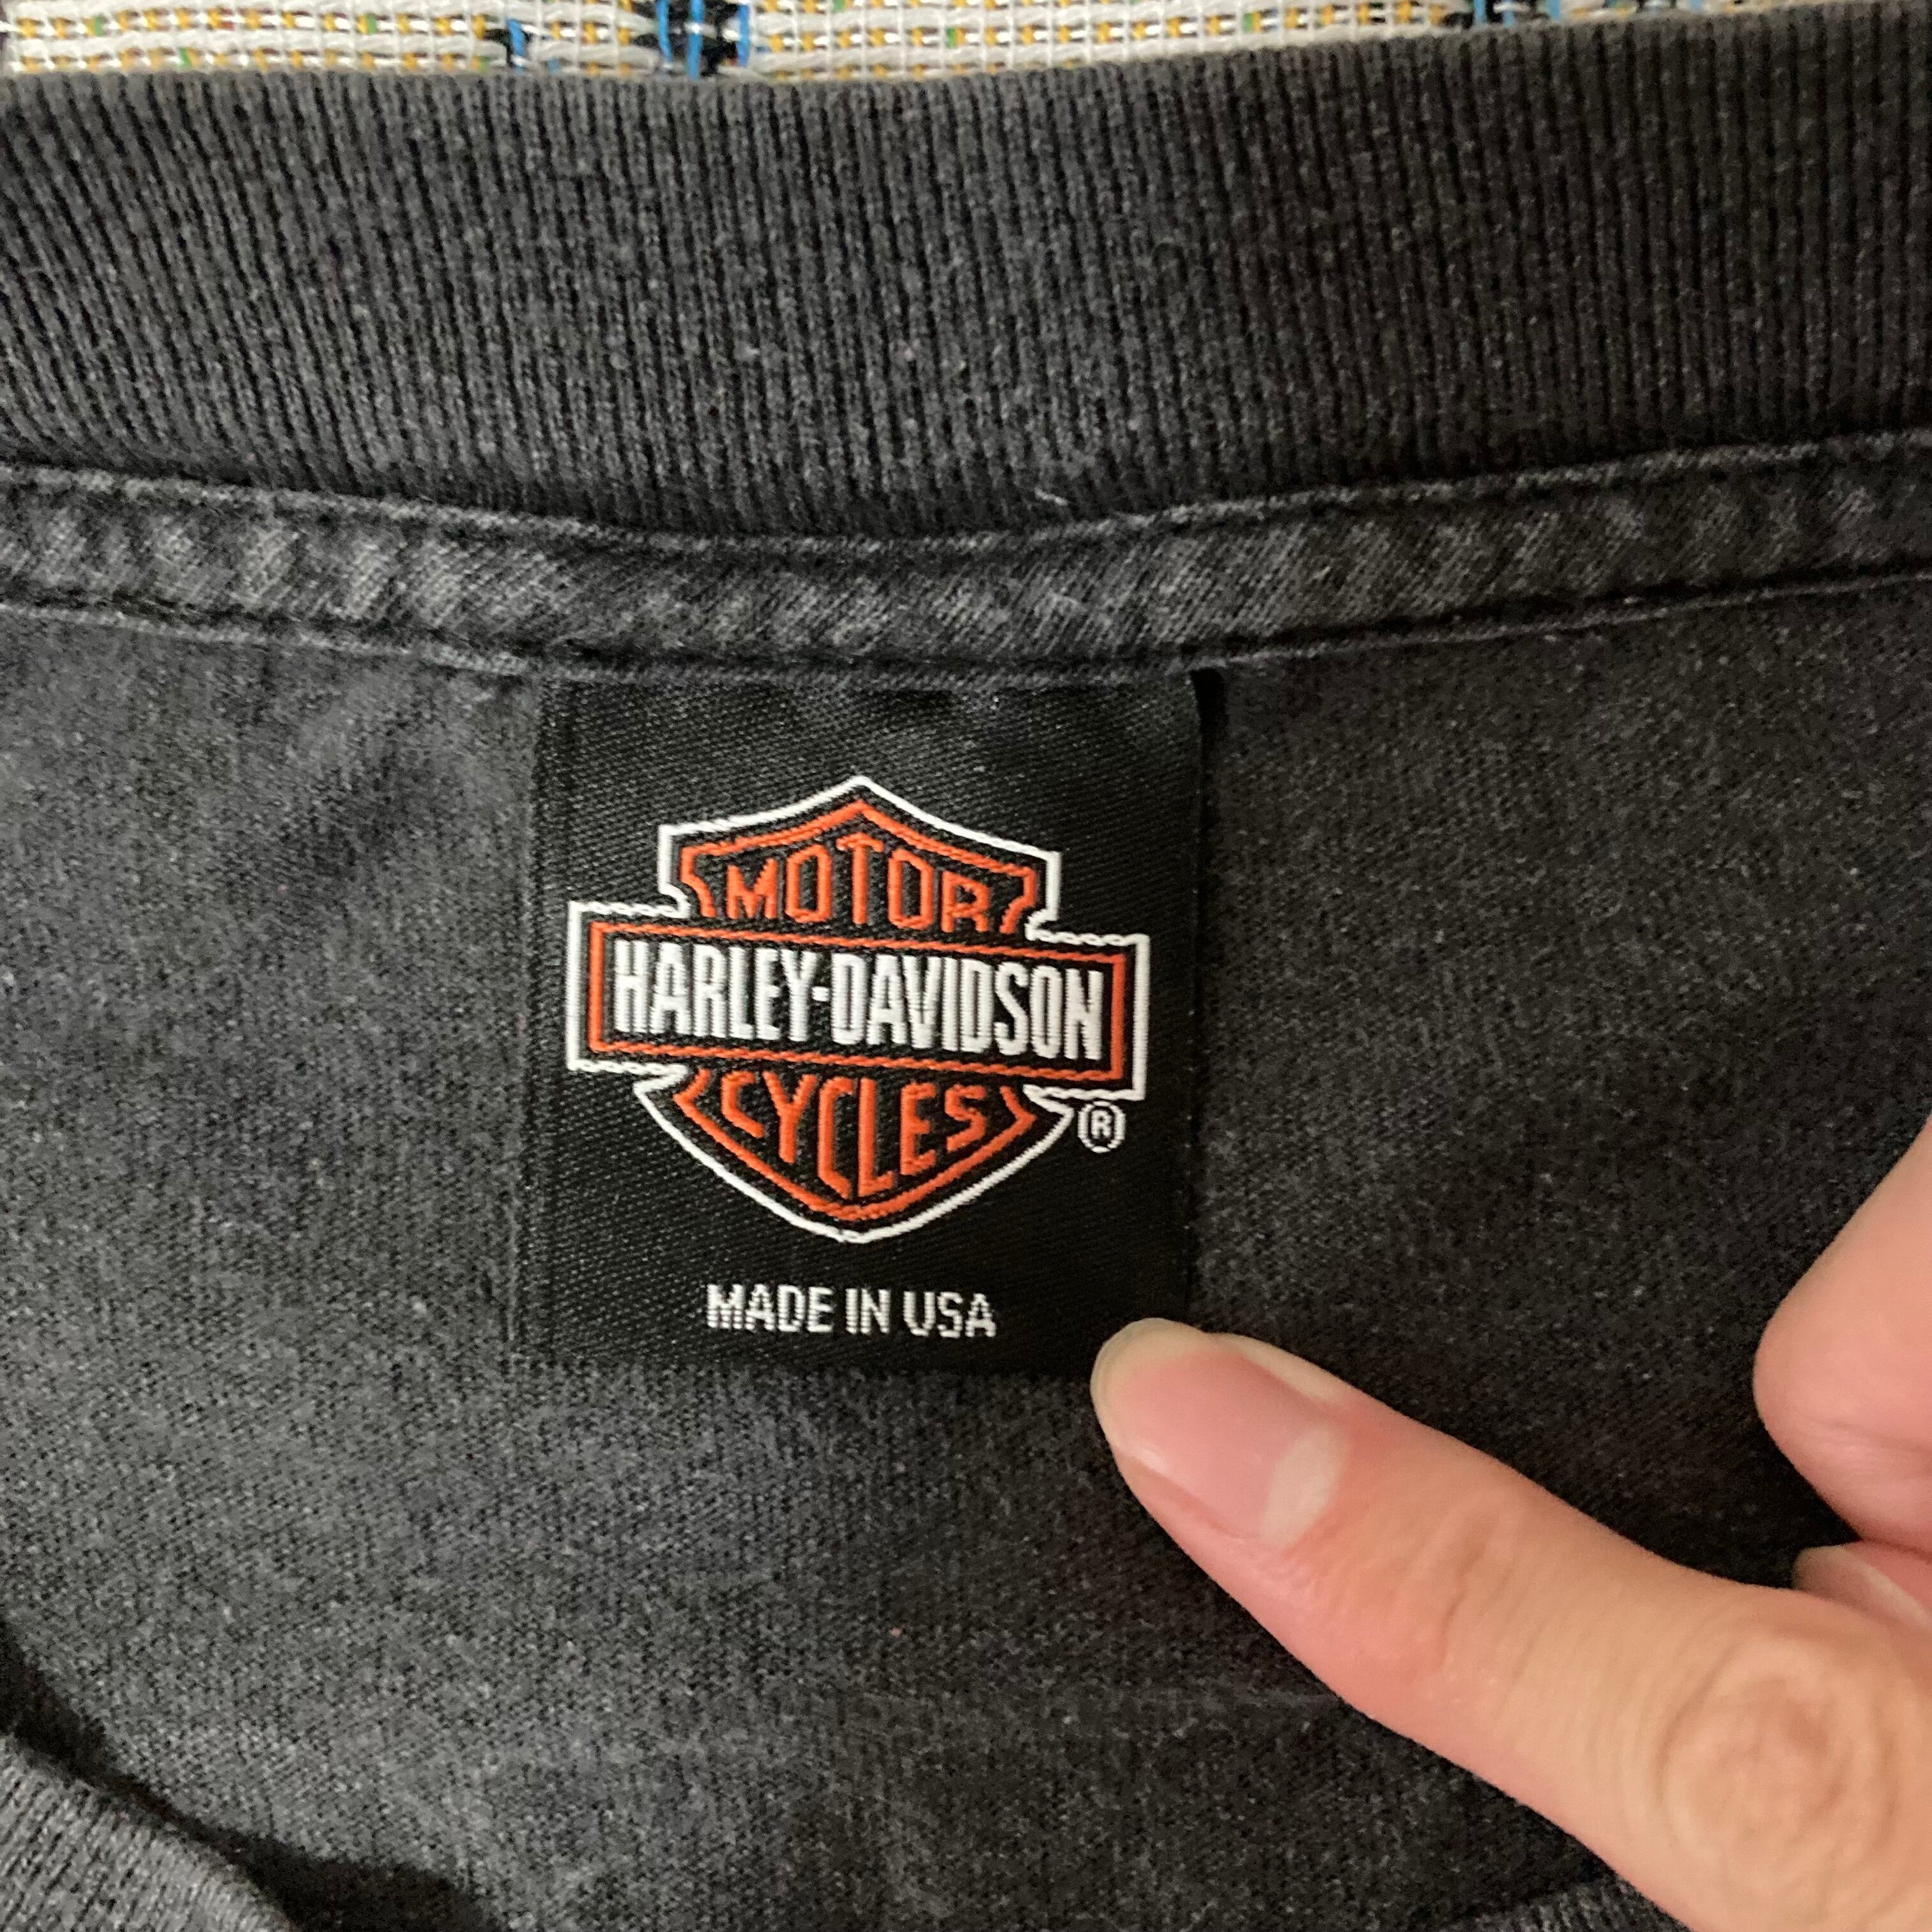 MOTOR
HARLEY-DAVIDSON
CYCLES
®
MADE IN USA